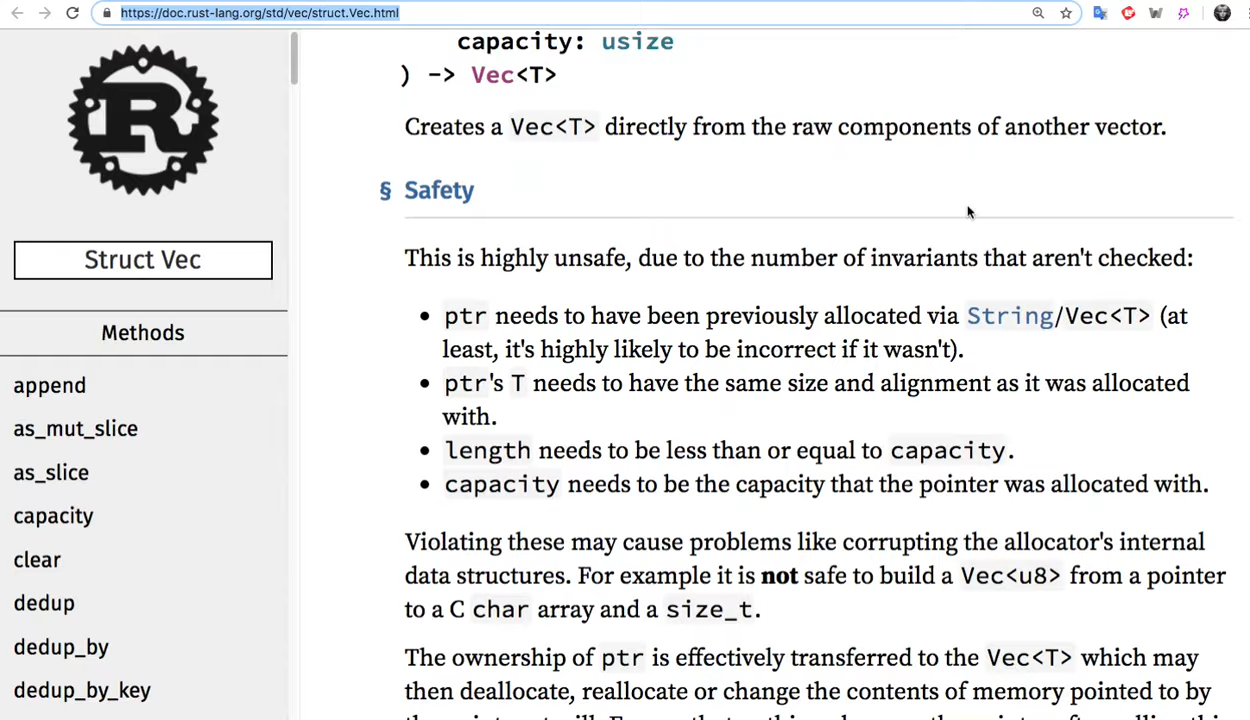 https://doc.rust-lang.org/std/vec/struct.Vec.html
R
Struct Vec
Methods
append
as_mut_slice
as_slice
capacity
clear
dedup
dedup_by
dedup_by_key
capacity: usize
) -> Vec<T>
Creates a Vec<T> directly from the raw components of another vector.
§ Safety
This is highly unsafe, due to the number of invariants that aren't checked:
• ptr needs to have been previously allocated via String/Vec<T> (at
least, it's highly likely to be incorrect if it wasn't).
• ptr's T needs to have the same size and alignment as it was allocated
with.
• length needs to be less than or equal to capacity.
• capacity needs to be the capacity that the pointer was allocated with.
Violating these may cause problems like corrupting the allocator's internal
data structures. For example it is not safe to build a Vec<u8> from a pointer
to a C char array and a size_t.
The ownership of ptr is effectively transferred to the Vec<T> which may
then deallocate, reallocate or change the contents of memory pointed to by